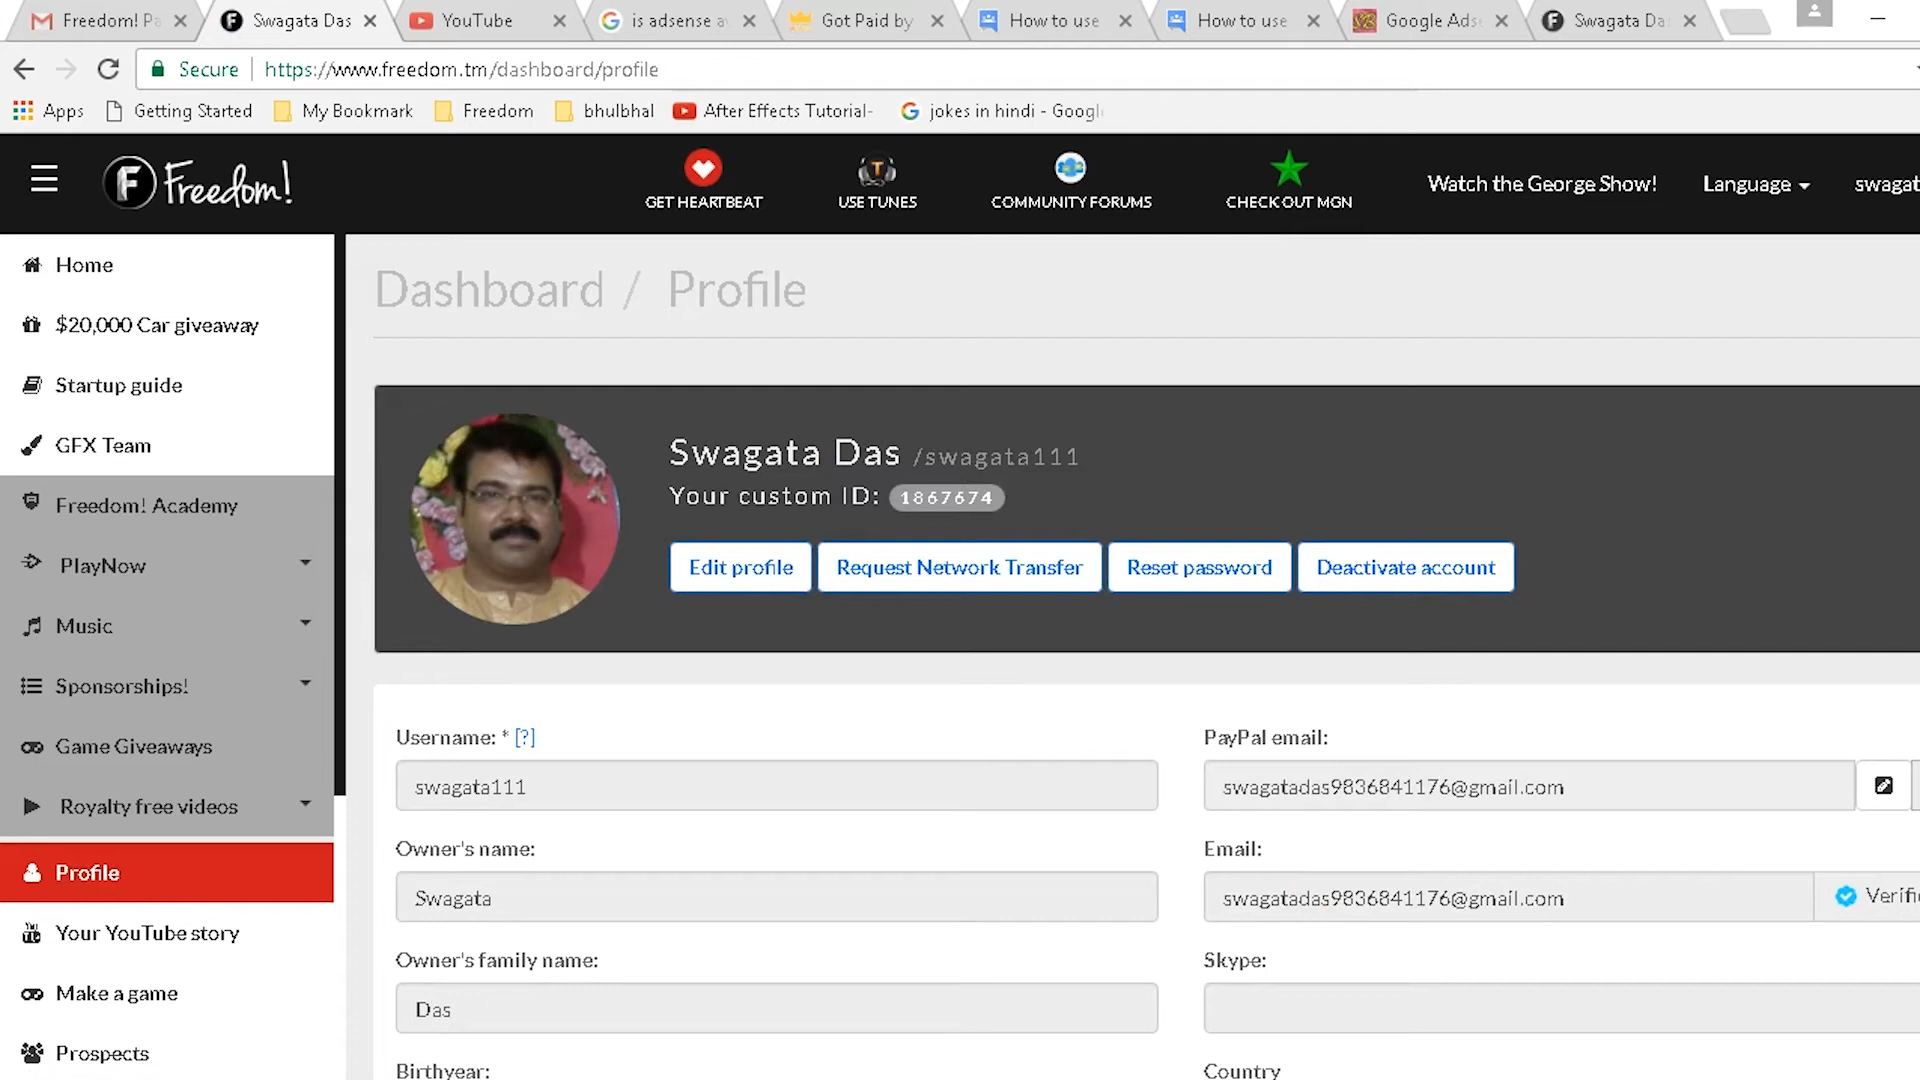 Freedom! Pa
Swagata Das
YouTube
is adsense a
Got Paid by
How to use
How to use
Google Ads
Swagata Da
Secure https://www.freedom.tm/dashboard/profile
Apps Getting Started My Bookmark Freedom bhulbhal After Effects Tutorial- jokes in hindi - Googl
Freedom!
GET HEARTBEAT
USE TUNES
COMMUNITY FORUMS
CHECK OUT MGN
Watch the George Show!
Language
swagat
Home
$20,000 Car giveaway
Startup guide
GFX Team
Freedom! Academy
PlayNow
Music
Sponsorships!
Game Giveaways
Royalty free videos
Profile
Your YouTube story
Make a game
Prospects
Dashboard / Profile
Swagata Das /swagata111
Your custom ID: 1867674
Edit profile
Request Network Transfer
Reset password
Deactivate account
Username: * [?]
swagata111
Owner's name:
Swagata
Owner's family name:
Das
Birthyear:
PayPal email:
swagatadas9836841176@gmail.com
Email:
swagatadas9836841176@gmail.com
Verifie
Skype:
Country